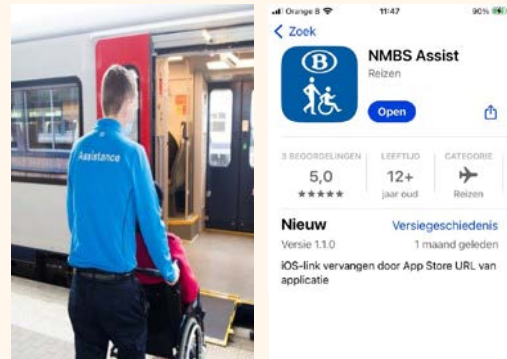 Assistance
Orange B
11:47
90%
Zoek
B
NMBS Assist
Reizen
Open
3 BEOORDELINGEN
LEEFTIJD
CATEGORIE
5,0
12+
★★★★★
jaar oud
Reizen
Nieuw
Versiegeschiedenis
Versie 1.1.0
1 maand geleden
iOS-link vervangen door App Store URL van
applicatie